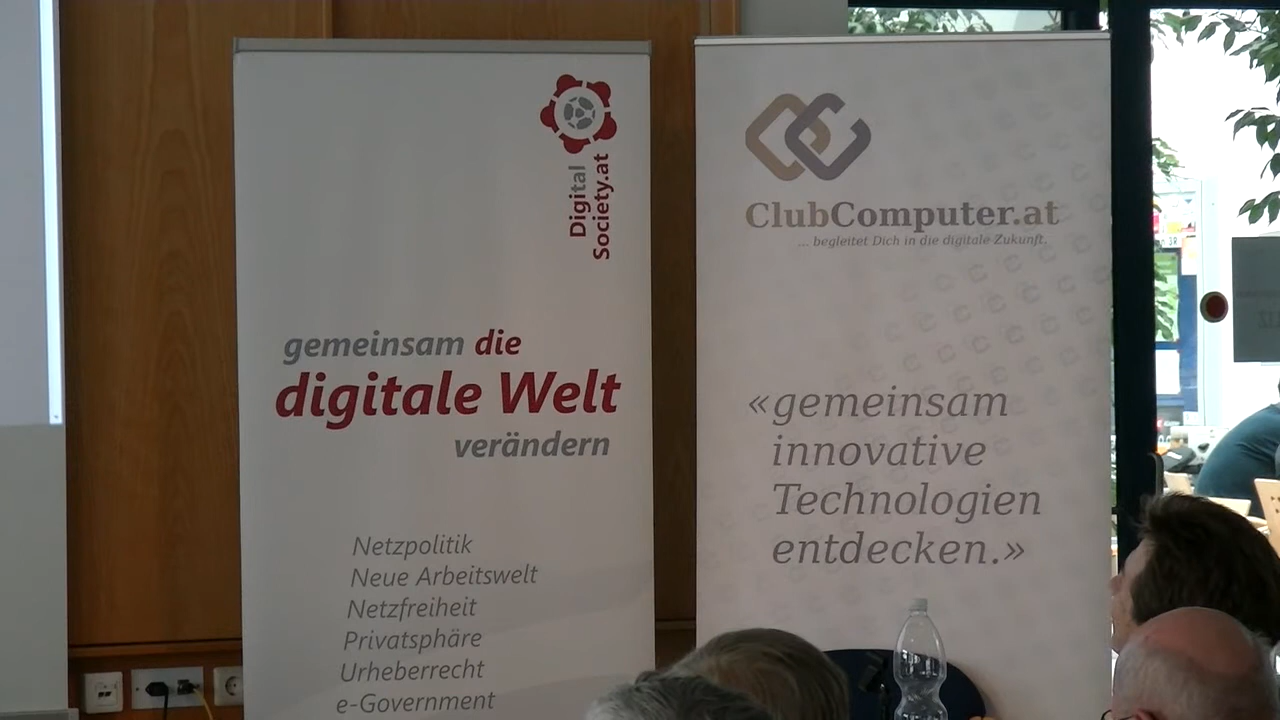 Digital
Society.at
gemeinsam die
digitale Welt
verändern
Netzpolitik
Neue Arbeitswelt
Netzfreiheit
Privatsphäre
Urheberrecht
e-Government
ClubComputer.at
... begleitet Dich in die digitale Zukunft.
«gemeinsam
innovative
Technologien
entdecken.»